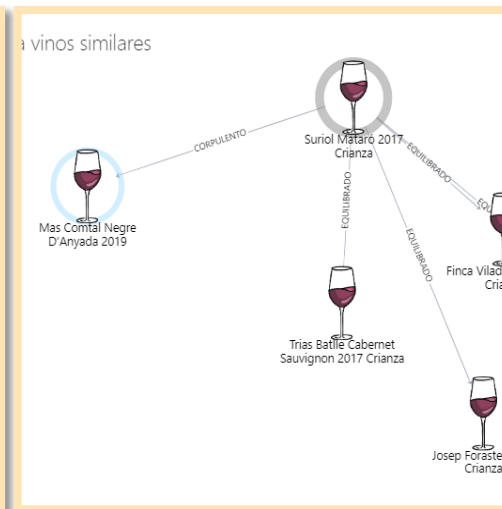 a vinos similares
Suriol Mataró 2017
Crianza
CORPULENTO
EQUILIBRADO
EQUILIBRADO
EQUILIBRADO
Mas Comtal Negre
D'Anyada 2019
Finca Vilad
Cria
Trias Batlle Cabernet
Sauvignon 2017 Crianza
Josep Foraste
Crianza